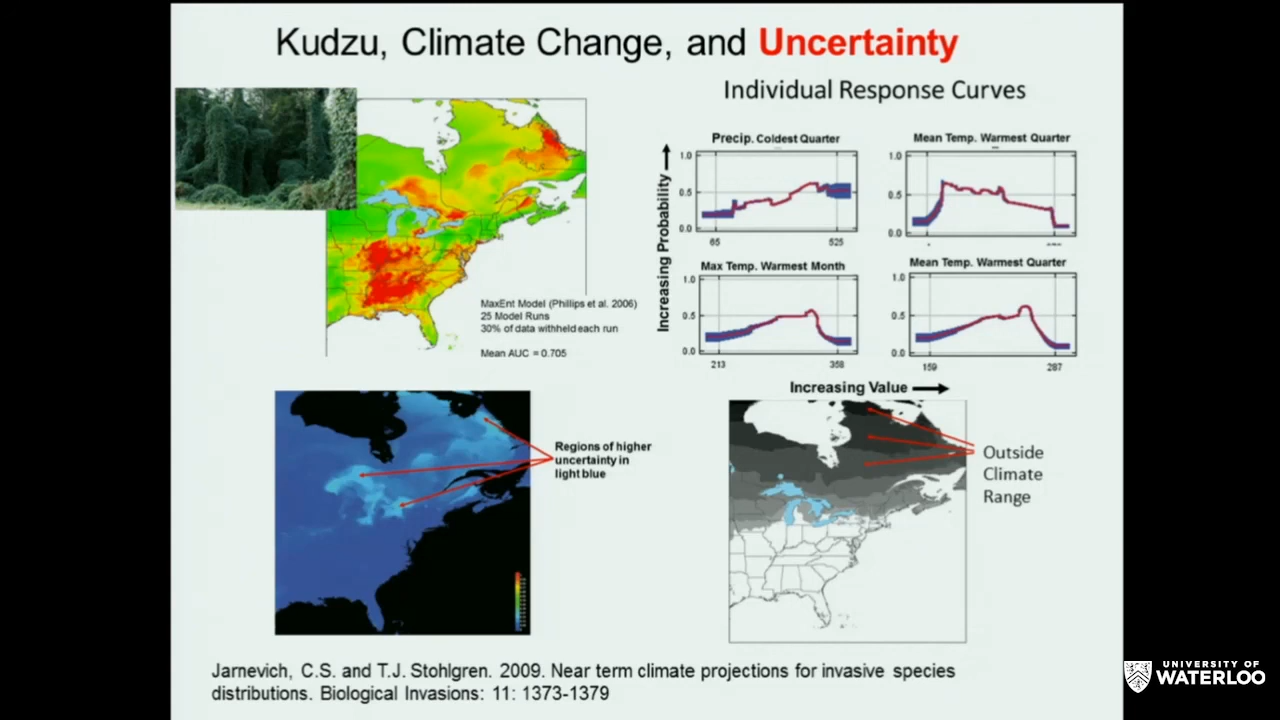 Kudzu, Climate Change, and Uncertainty
Individual Response Curves
Increasing Probability
Precip. Coldest Quarter
1.0
0.5
0.0
65
525
Mean Temp. Warmest Quarter
1.0
0.5
0.0
Max Temp. Warmest Month
1.0
0.5
0.0
213
358
Mean Temp. Warmest Quarter
1.0
0.5
0.0
159
287
Increasing Value
MaxEnt Model (Phillips et al. 2006)
25 Model Runs
30% of data withheld each run
Mean AUC = 0.705
Regions of higher
uncertainty in
light blue
Outside
Climate
Range
Jarnevich, C.S. and T.J. Stohlgren. 2009. Near term climate projections for invasive species
distributions. Biological Invasions: 11: 1373-1379
UNIVERSITY OF
WATERLOO